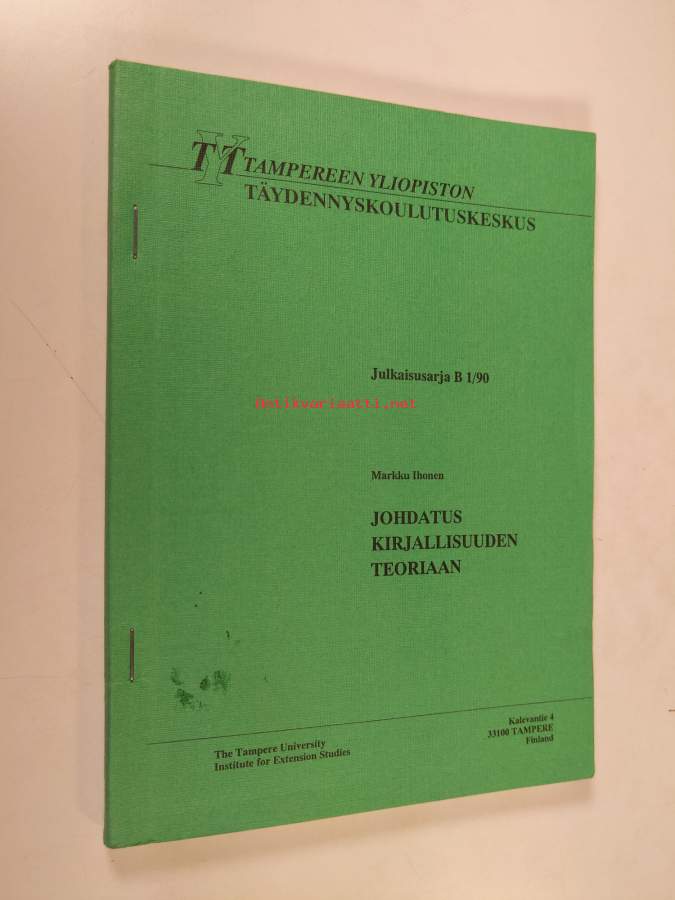 TYT TAMPEREEN YLIOPISTON
TÄYDENNYSKOULUTUSKESKUS
Julkaisusarja B 1/90
antikvariaatti.net
Markku Ihonen
JOHDATUS
KIRJALLISUUDEN
TEORIAAN
The Tampere University
Institute for Extension Studies
Kalevantie 4
33100 TAMPERE
Finland